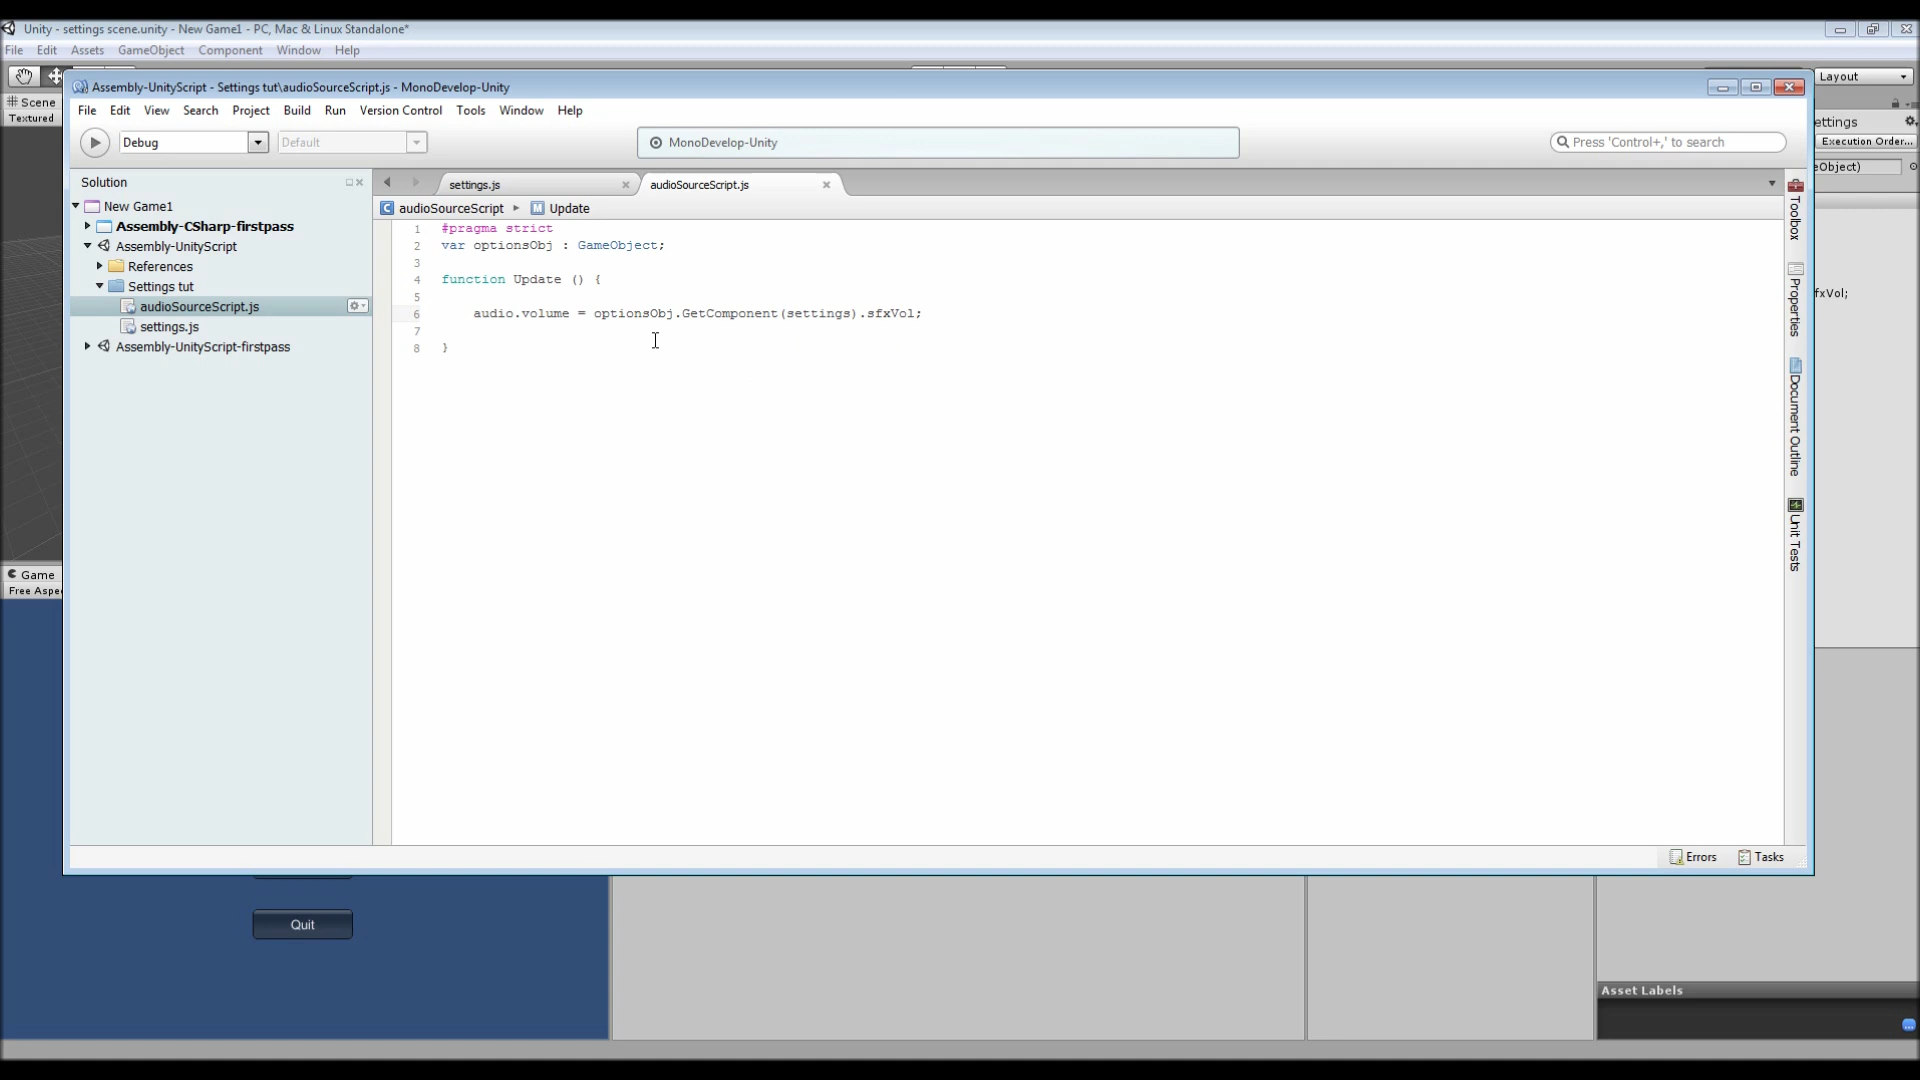 Unity - settings scene.unity - New Game1 - PC, Mac & Linux Standalone*
File Edit Assets GameObject Component Window Help
Layout
Assembly-UnityScript - Settings tut\audioSourceScript.js - MonoDevelop-Unity
# Scene
Textured
File Edit View Search Project Build Run Version Control Tools Window Help
ettings
Execution Order...
Debug
Default
MonoDevelop-Unity
Press 'Control+,' to search
eObject)
Solution
settings.js
audioSourceScript.js
New Game1
audioSourceScript Update
Assembly-CSharp-firstpass
Assembly-UnityScript
References
Settings tut
audioSourceScript.js
settings.js
Assembly-UnityScript-firstpass
1 #pragma strict
2 var optionsObj : GameObject;
3
4 function Update () {
5
6 audio.volume = optionsObj.GetComponent(settings).sfxVol;
7
8 }
Toolbox
Properties
Document Outline
Unit Tests
fxVol;
Game
Free Aspe
Errors Tasks
Quit
Asset Labels